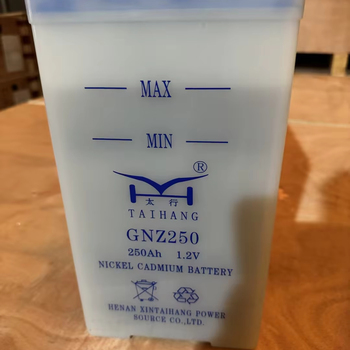 MAX
MIN
®
太行
TAIHANG
GNZ250
250Ah 1.2V
NICKEL CADMIUM BATTERY
HENAN XINTAIHANG POWER
SOURCE CO.,LTD.